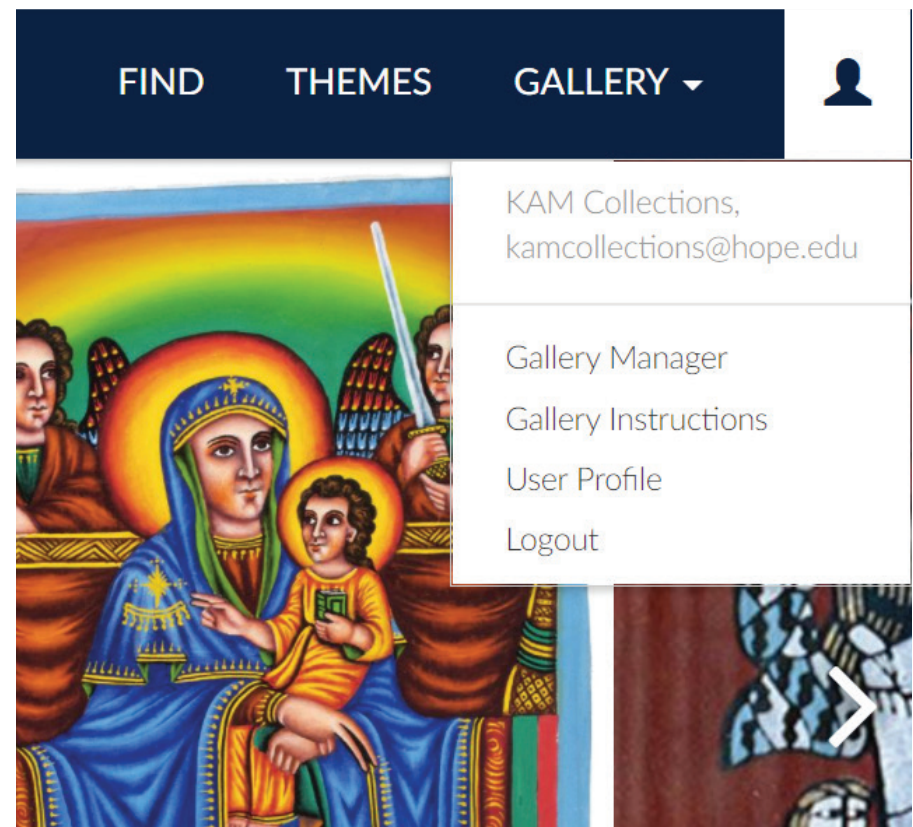 FIND THEMES GALLERY
KAM Collections,
kamcollections@hope.edu
Gallery Manager
Gallery Instructions
User Profile
Logout